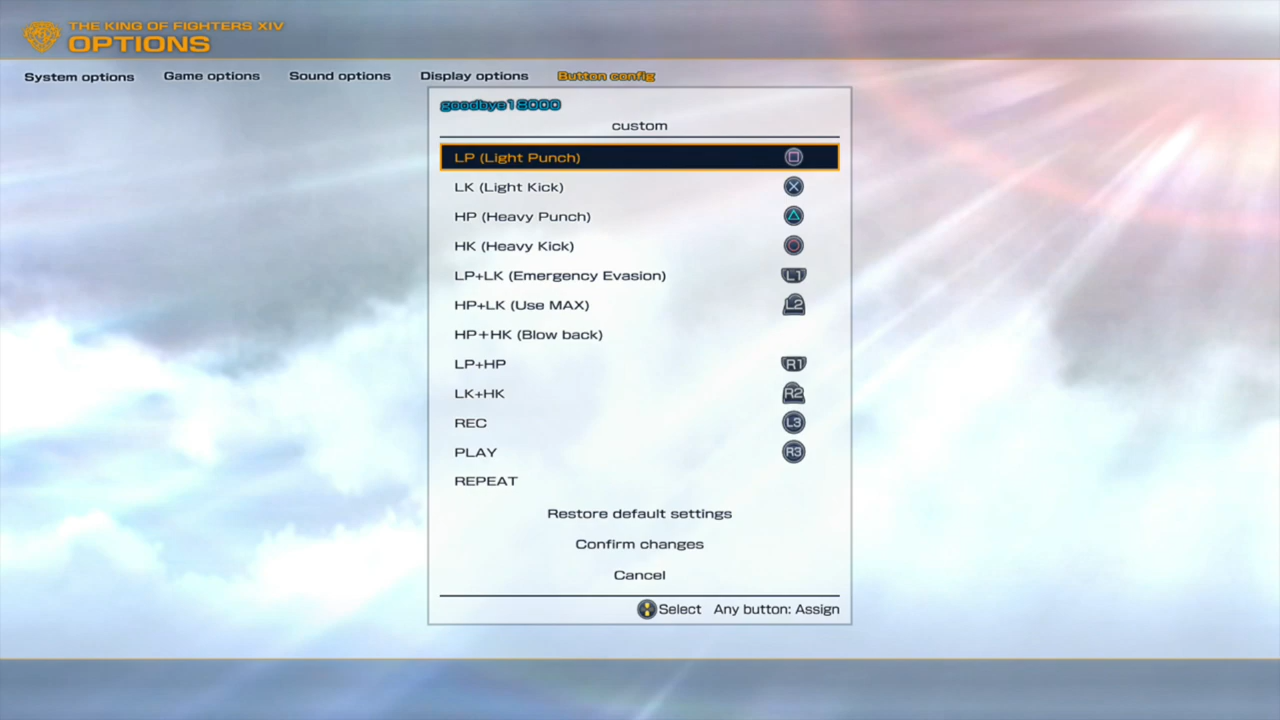 THE KING OF FIGHTERS XIV
OPTIONS
System options Game options Sound options Display options Button config
goodbye18000
custom
LP (Light Punch)
LK (Light Kick)
HP (Heavy Punch)
HK (Heavy Kick)
LP+LK (Emergency Evasion) L1
HP+LK (Use MAX) L2
HP+HK (Blow back)
LP+HP R1
LK+HK R2
REC L3
PLAY R3
REPEAT
Restore default settings
Confirm changes
Cancel
Select Any button: Assign